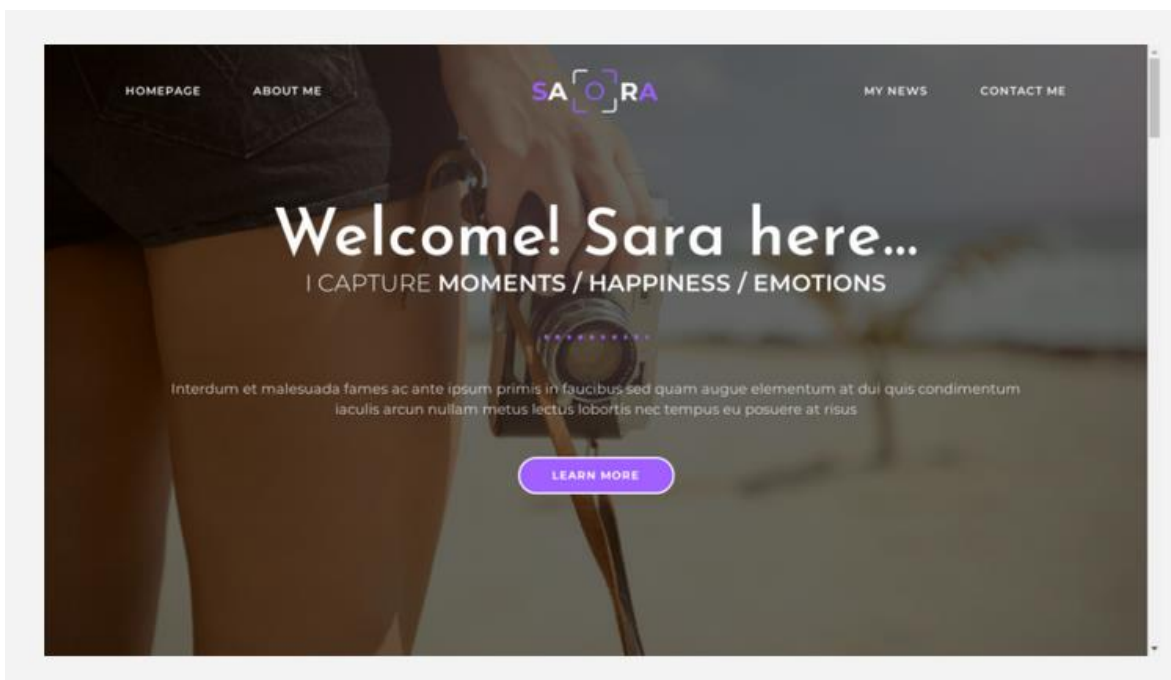 HOMEPAGE ABOUT ME SA[O]RA MY NEWS CONTACT ME
Welcome! Sara here...
I CAPTURE MOMENTS / HAPPINESS / EMOTIONS
Interdum et malesuada fames ac ante ipsum primis in faucibus sed quam augue elementum at dui quis condimentum
iaculis arcun nullam metus lectus lobortis nec tempus eu posuere at risus
LEARN MORE